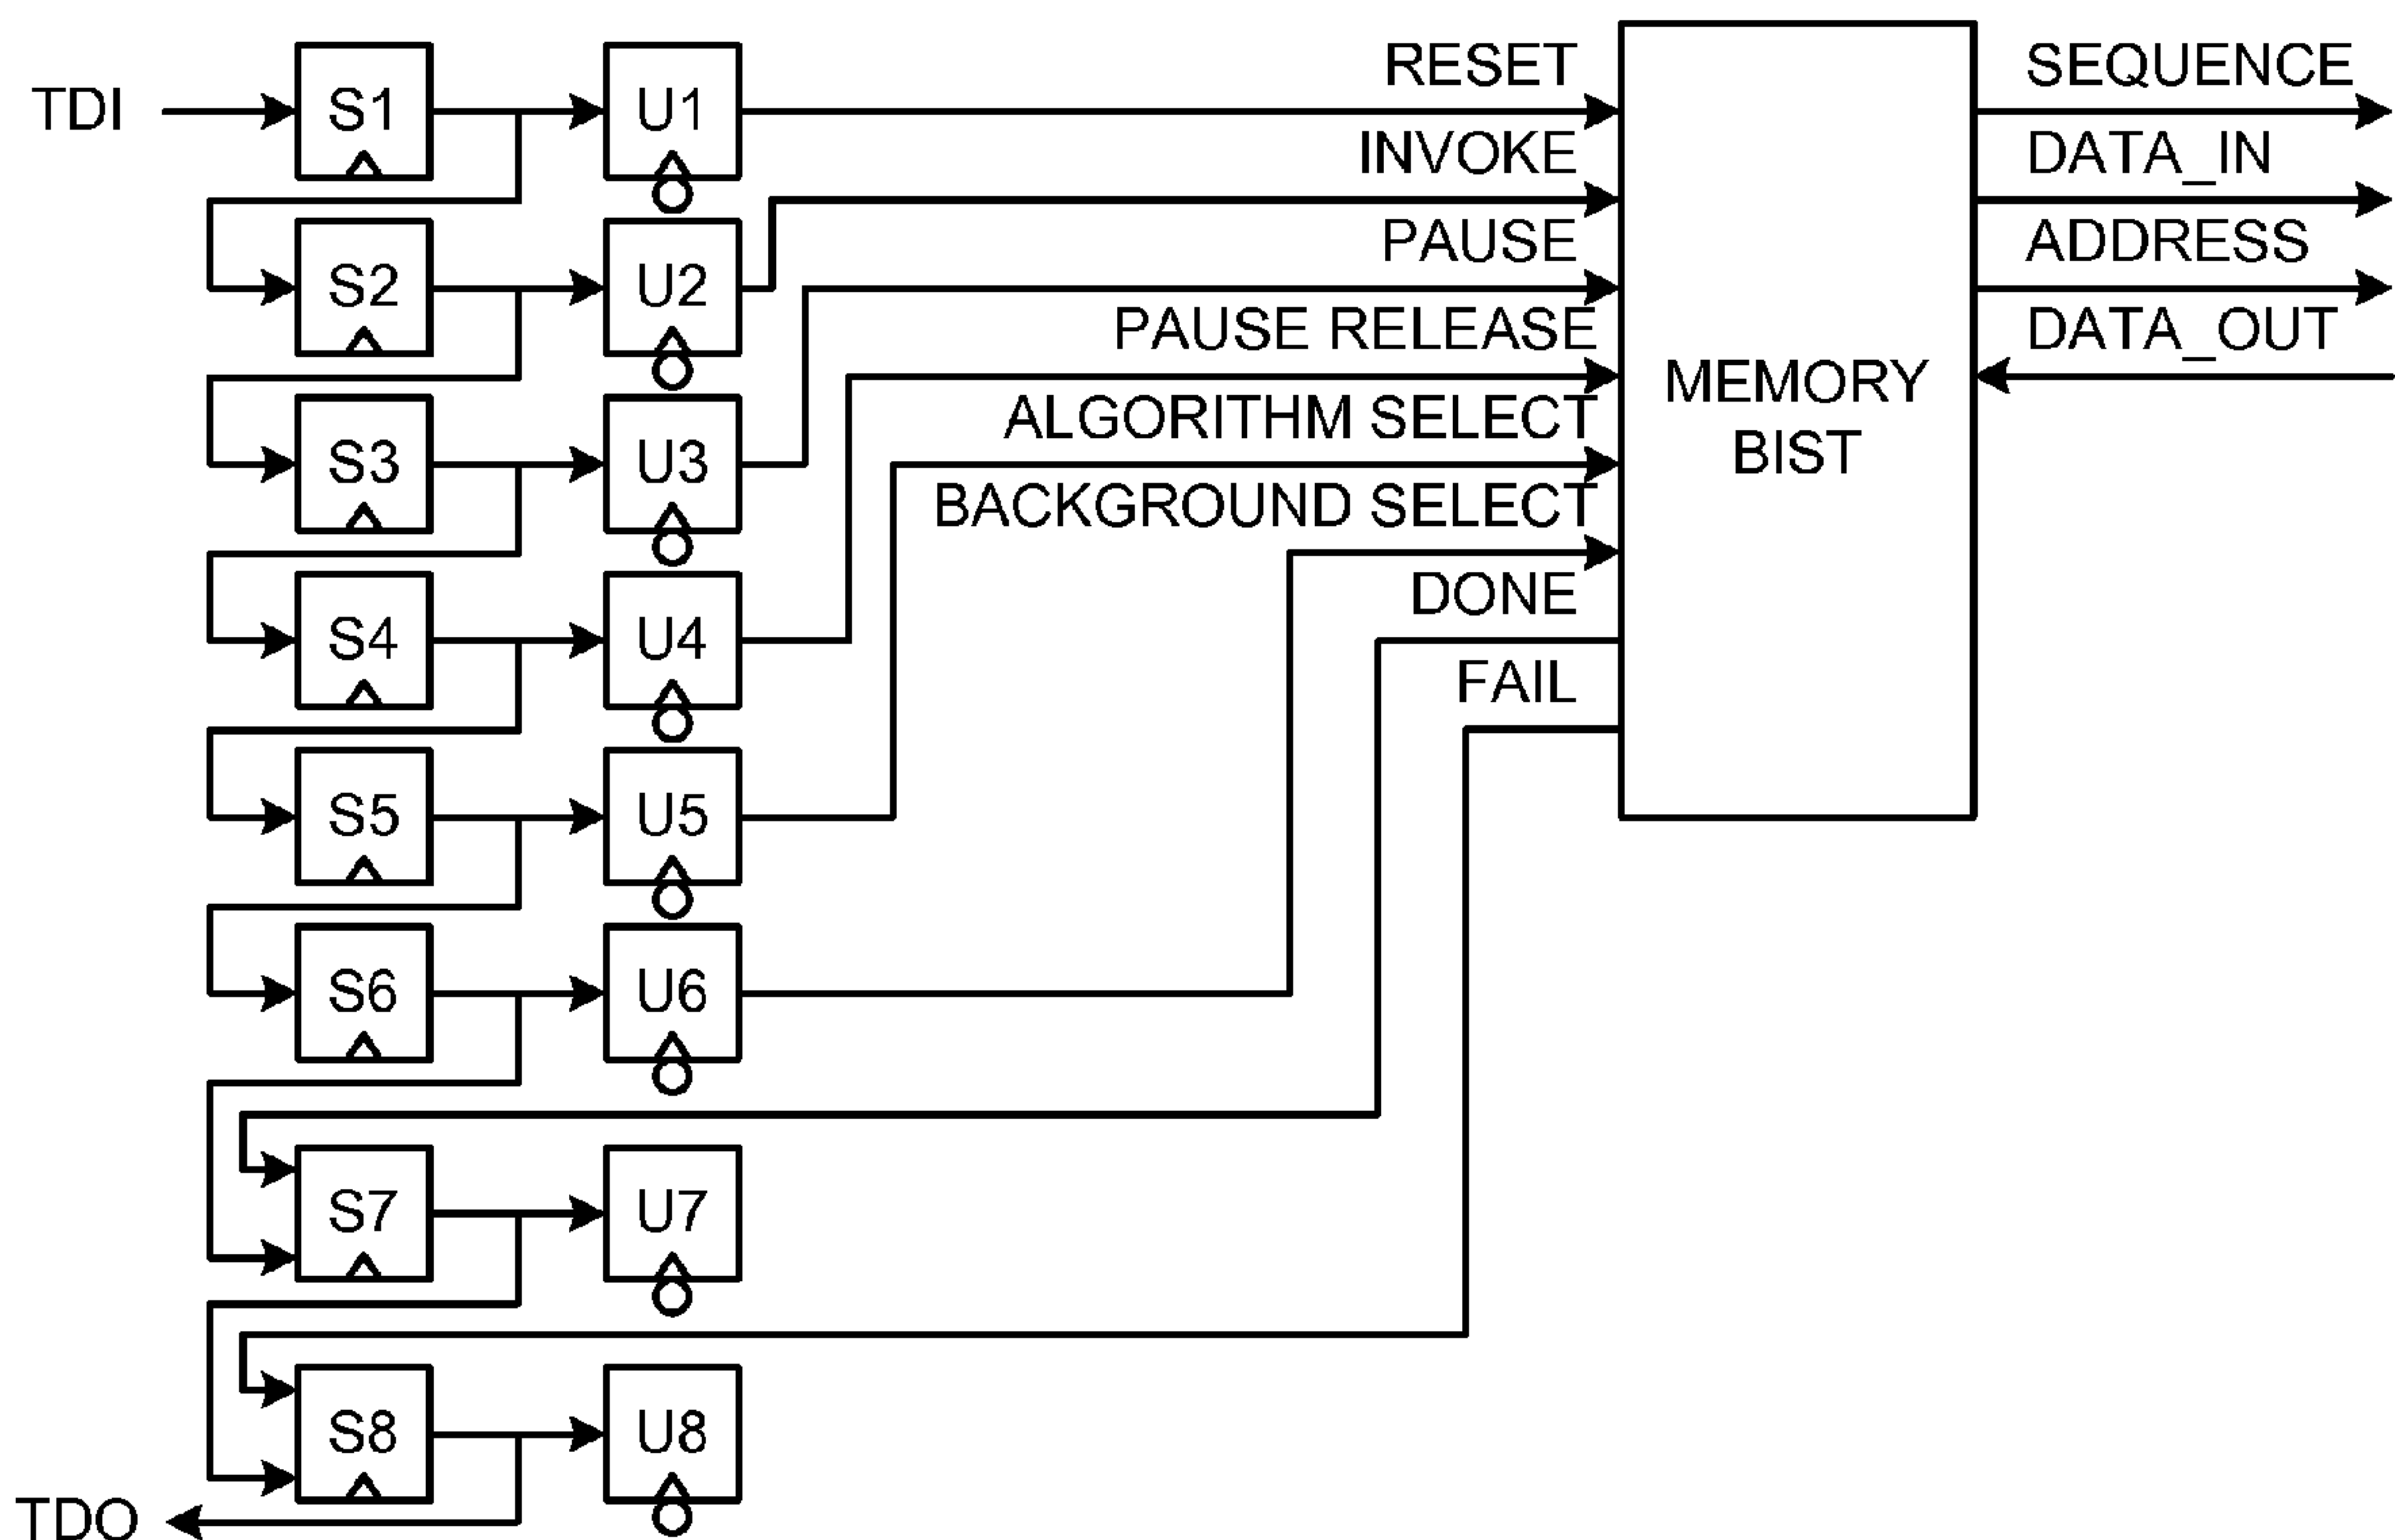 TDI
S1
U1
RESET
SEQUENCE
INVOKE
DATA_IN
S2
U2
PAUSE
ADDRESS
PAUSE RELEASE
DATA_OUT
MEMORY
BIST
S3
U3
ALGORITHM SELECT
BACKGROUND SELECT
S4
U4
DONE
FAIL
S5
U5
S6
U6
S7
U7
S8
U8
TDO